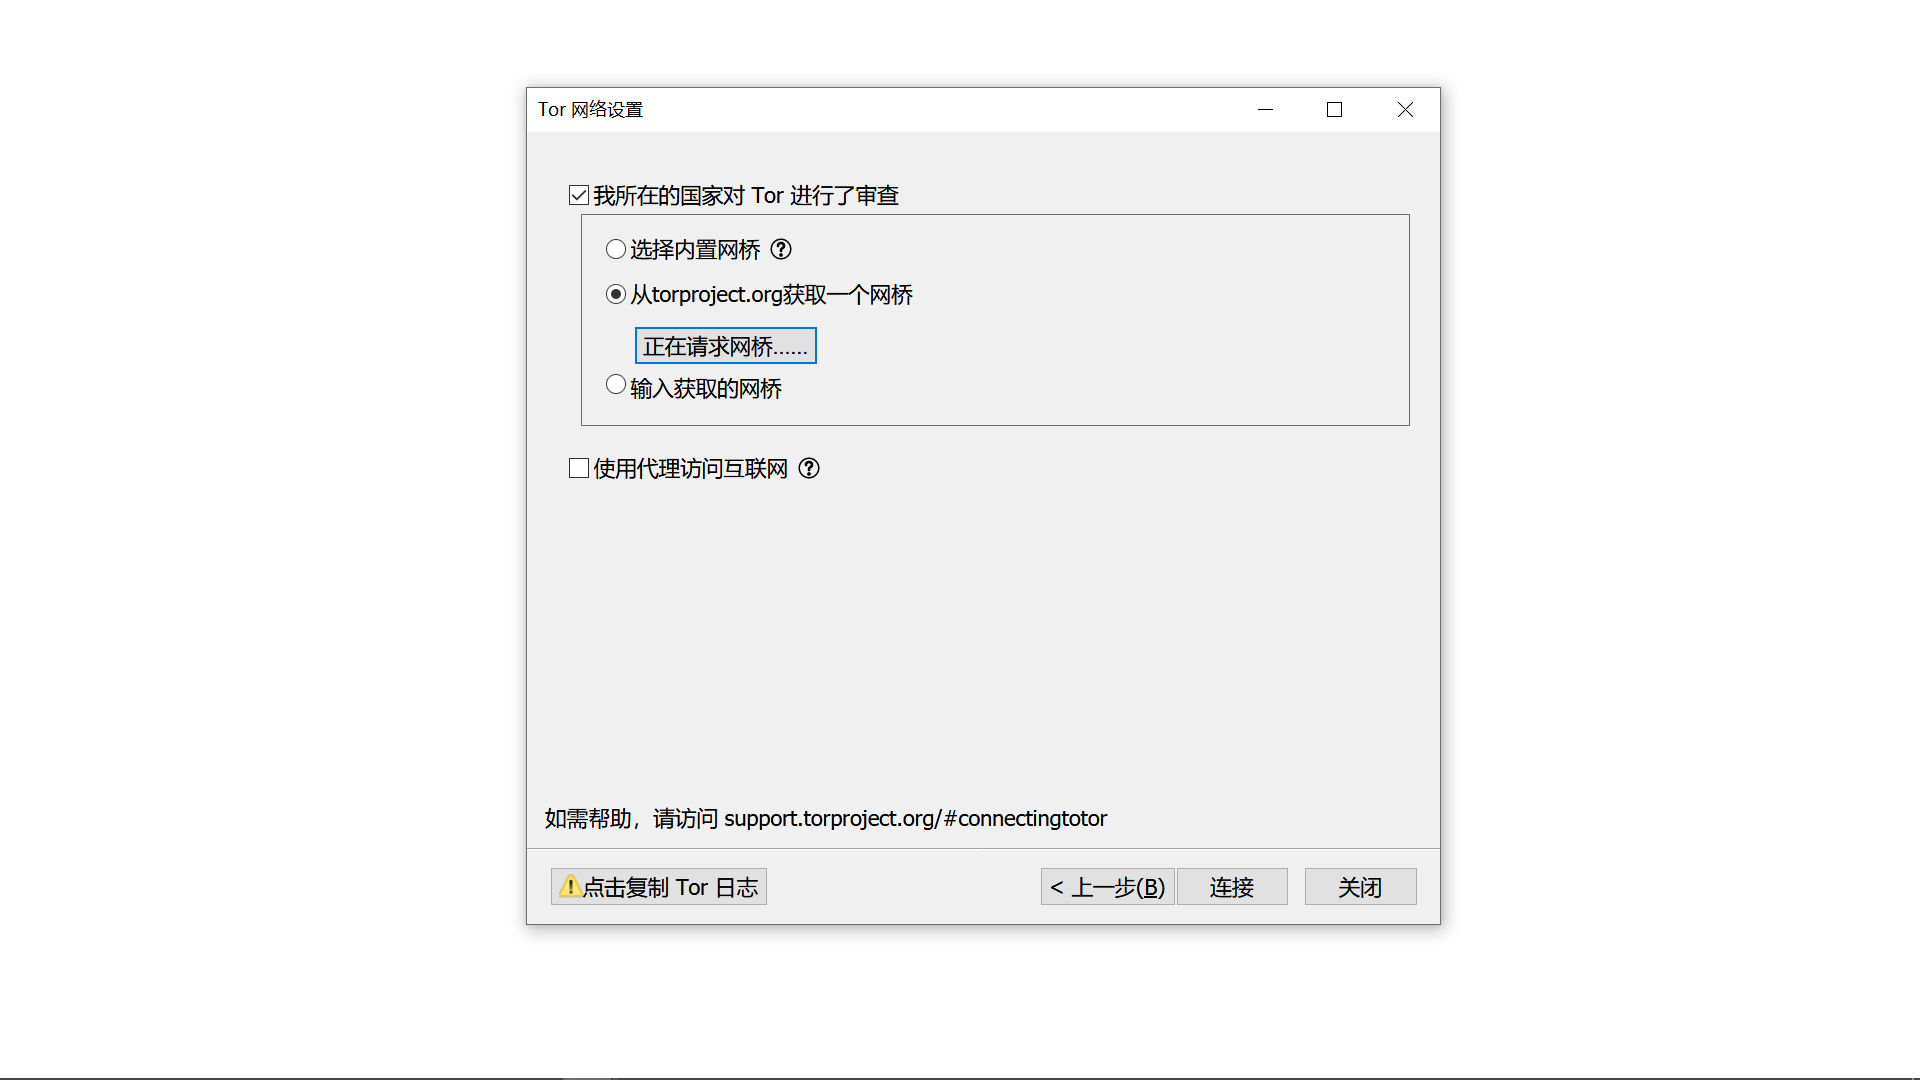 Tor 网络设置
我所在的国家对 Tor 进行了审查
选择内置网桥 ?
从torproject.org获取一个网桥
正在请求网桥......
输入获取的网桥
使用代理访问互联网 ?
如需帮助，请访问 support.torproject.org/#connectingtotor
点击复制 Tor 日志
< 上一步(B)
连接
关闭